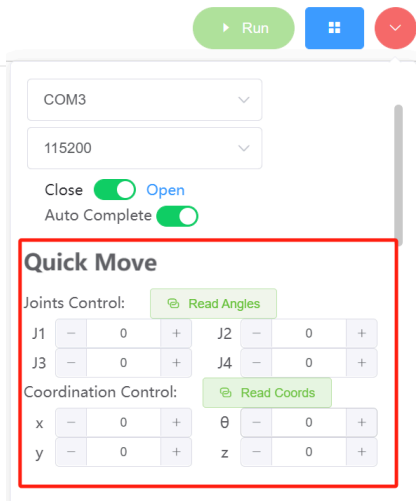 Run
COM3
115200
Close Open
Auto Complete
Quick Move
Joints Control: Read Angles
J1 − 0 + J2 − 0 +
J3 − 0 + J4 − 0 +
Coordination Control: Read Coords
x − 0 + θ − 0 +
y − 0 + z − 0 +